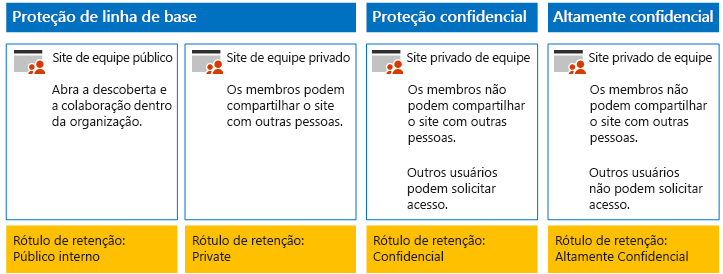 Proteção de linha de base
Proteção confidencial
Altamente confidencial
Site de equipe público
Abra a descoberta e
a colaboração dentro
da organização.
Site de equipe privado
Os membros podem
compartilhar o site
com outras pessoas.
Site privado de equipe
Os membros não
podem compartilhar
o site com outras
pessoas.
Outros usuários
podem solicitar
acesso.
Site privado de equipe
Os membros não
podem compartilhar
o site com outras
pessoas.
Outros usuários
não podem solicitar
acesso.
Rótulo de retenção:
Público interno
Rótulo de retenção:
Private
Rótulo de retenção:
Confidencial
Rótulo de retenção:
Altamente Confidencial